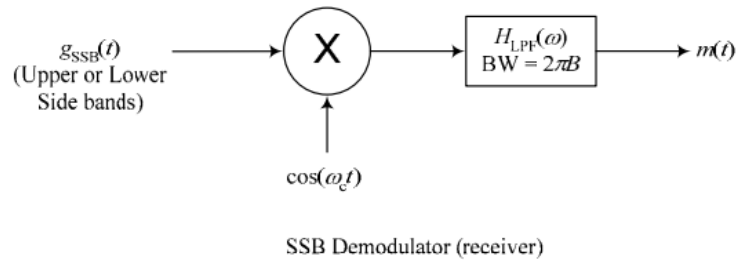 g_SSB(t)
(Upper or Lower
Side bands)
X
H_LPF(ω)
BW = 2πB
m(t)
cos(ω_c t)
SSB Demodulator (receiver)